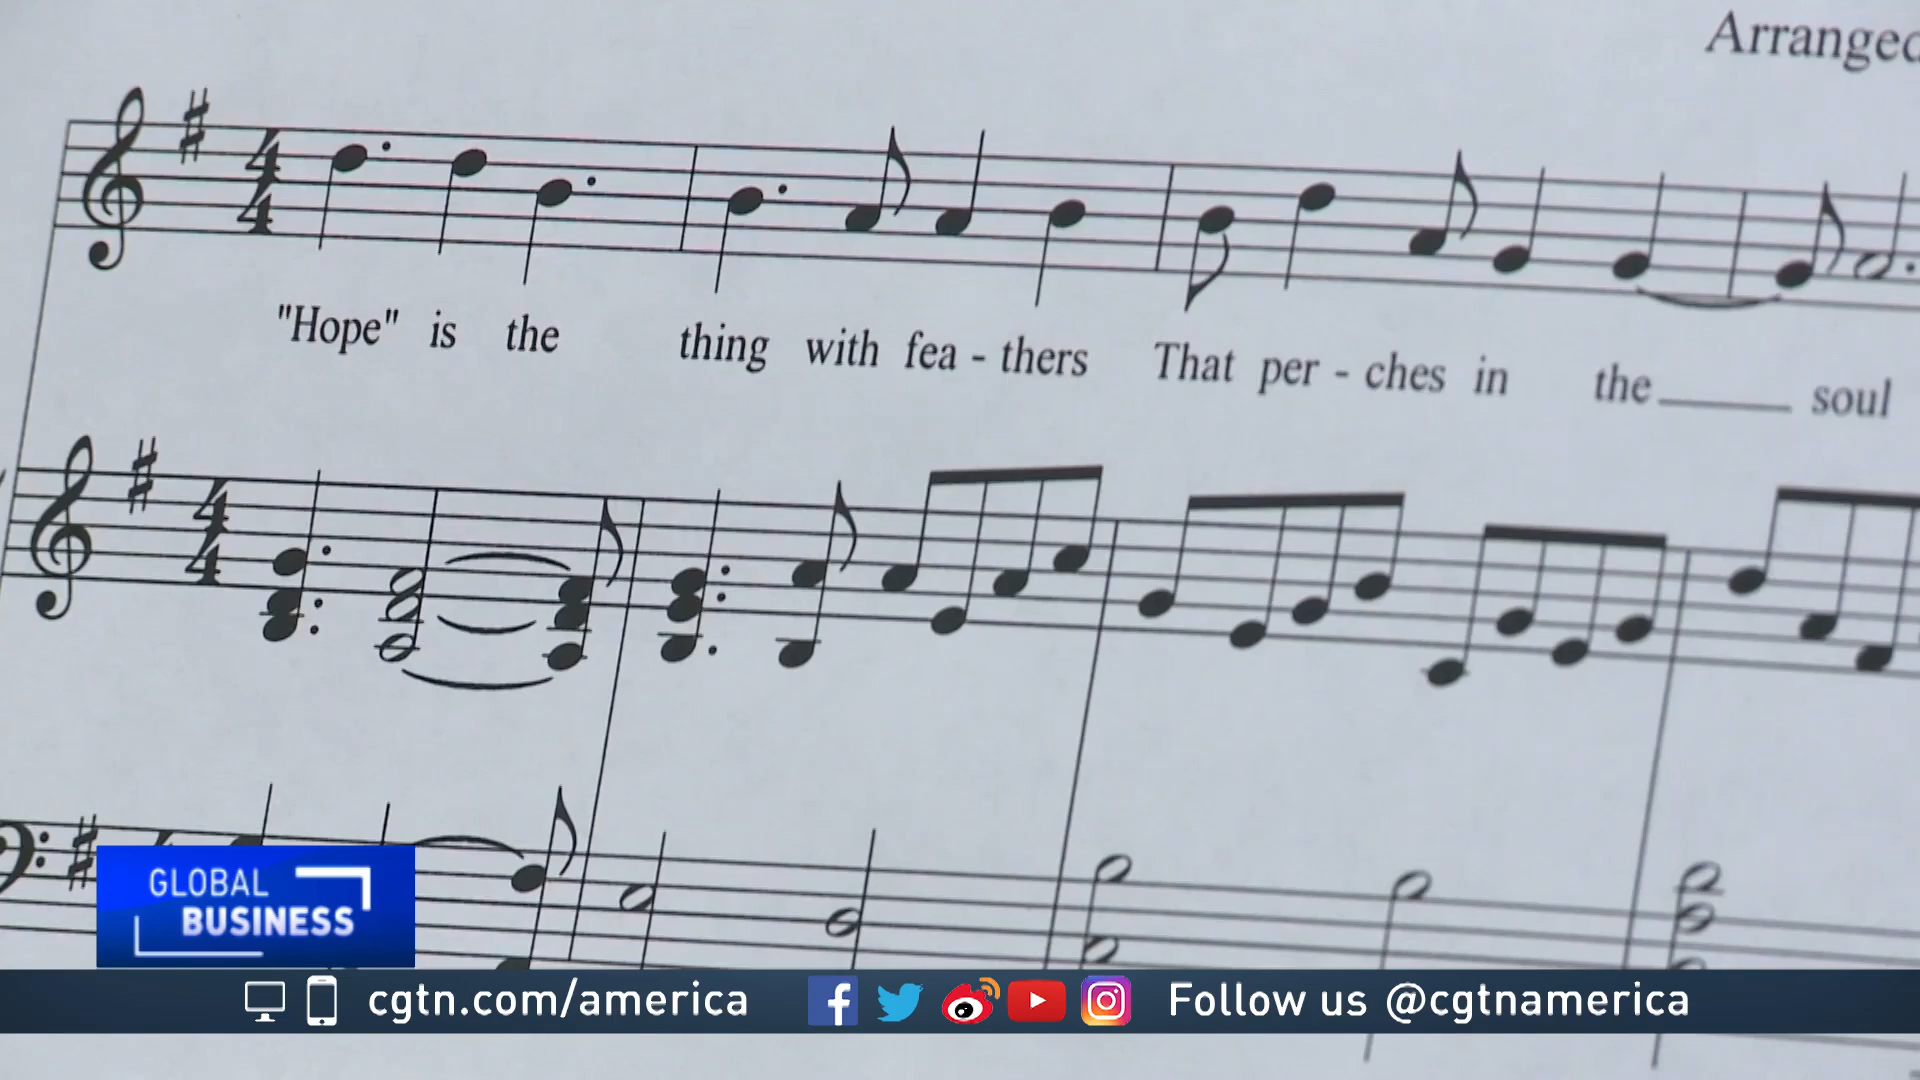 Arranged
"Hope" is the thing with fea - thers That per - ches in the_____ soul
GLOBAL
BUSINESS
cgtn.com/america Follow us @cgtnamerica